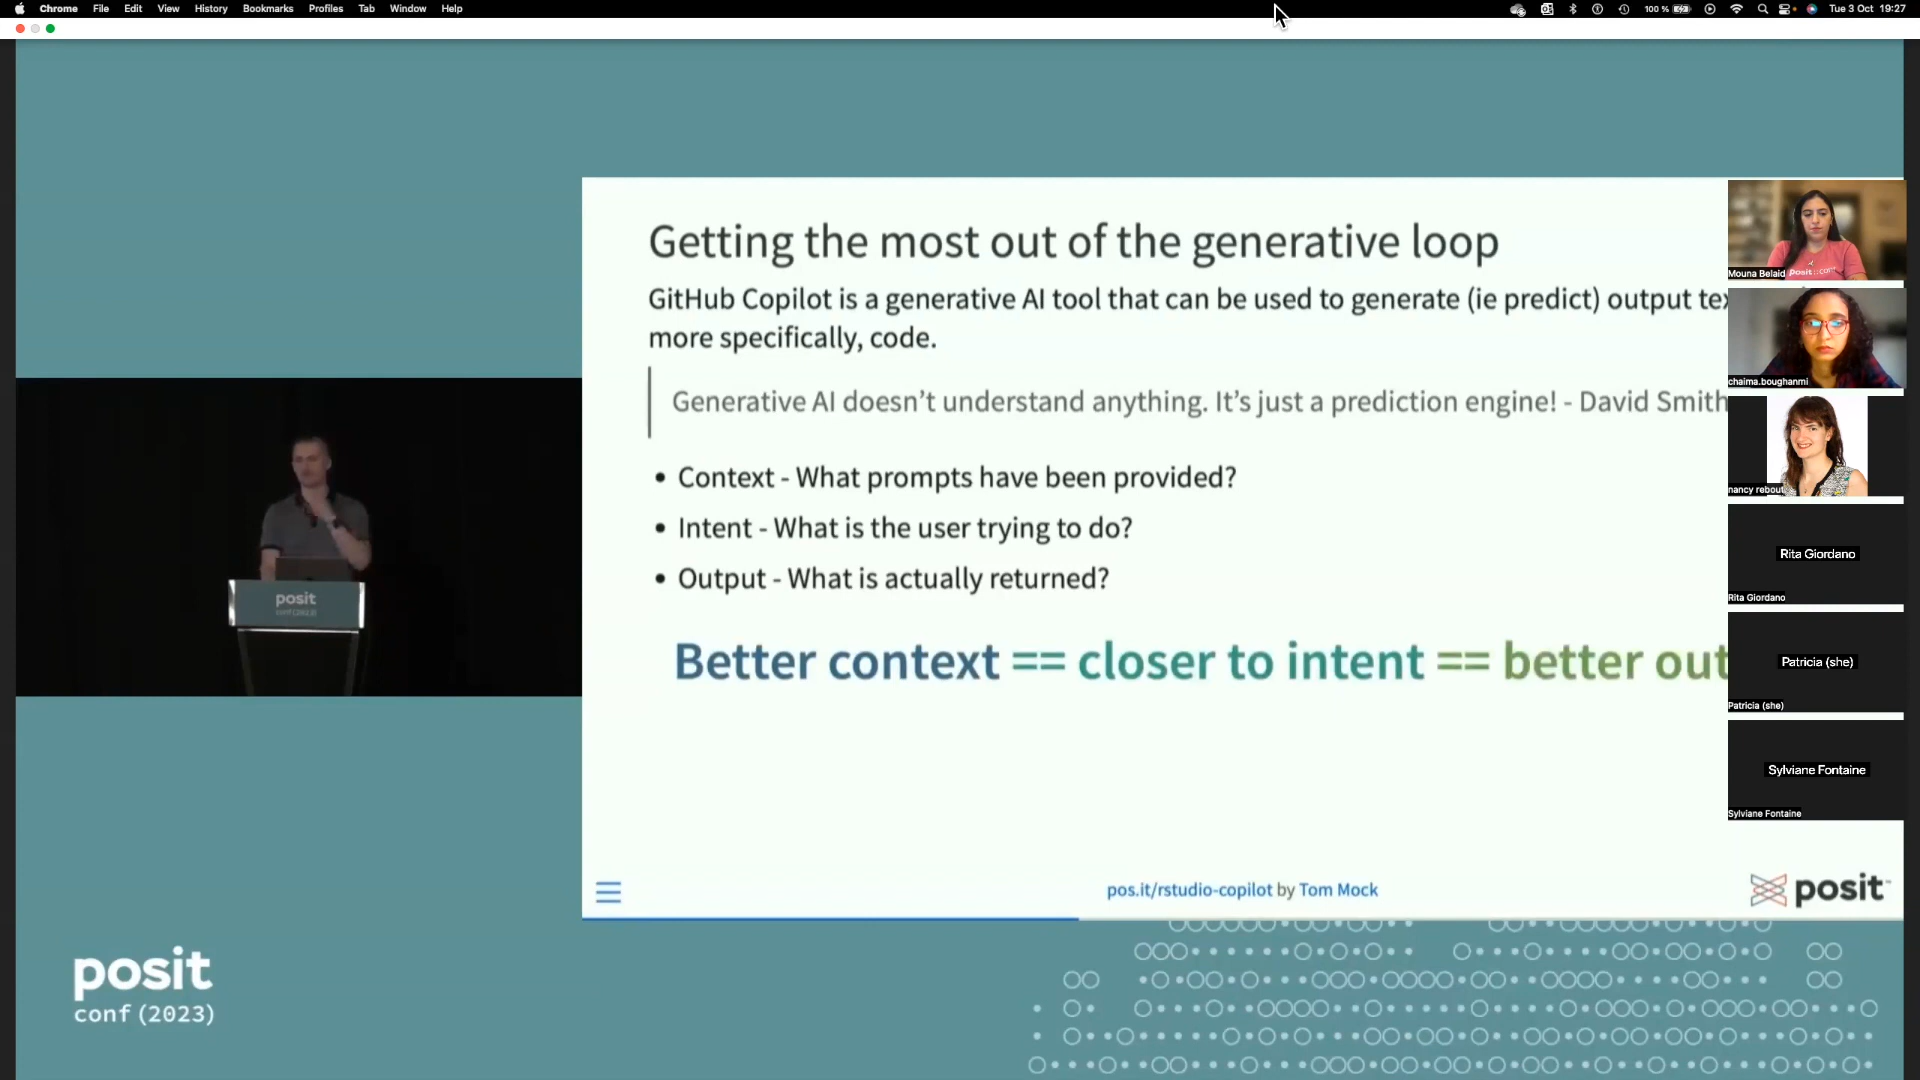 Chrome File Edit View History Bookmarks Profiles Tab Window Help
100 %
Tue 3 Oct 19:27
Getting the most out of the generative loop
GitHub Copilot is a generative AI tool that can be used to generate (ie predict) output
more specifically, code.
Generative AI doesn't understand anything. It's just a prediction engine! - David Smith
• Context - What prompts have been provided?
• Intent - What is the user trying to do?
• Output - What is actually returned?
Better context == closer to intent == better out
pos.it/rstudio-copilot by Tom Mock
posit
posit
posit
conf (2023)
Mouna Belaid
posit::conf
chaima.boughanmi
nancy rebout
Rita Giordano
Rita Giordano
Patricia (she)
Patricia (she)
Sylviane Fontaine
Sylviane Fontaine